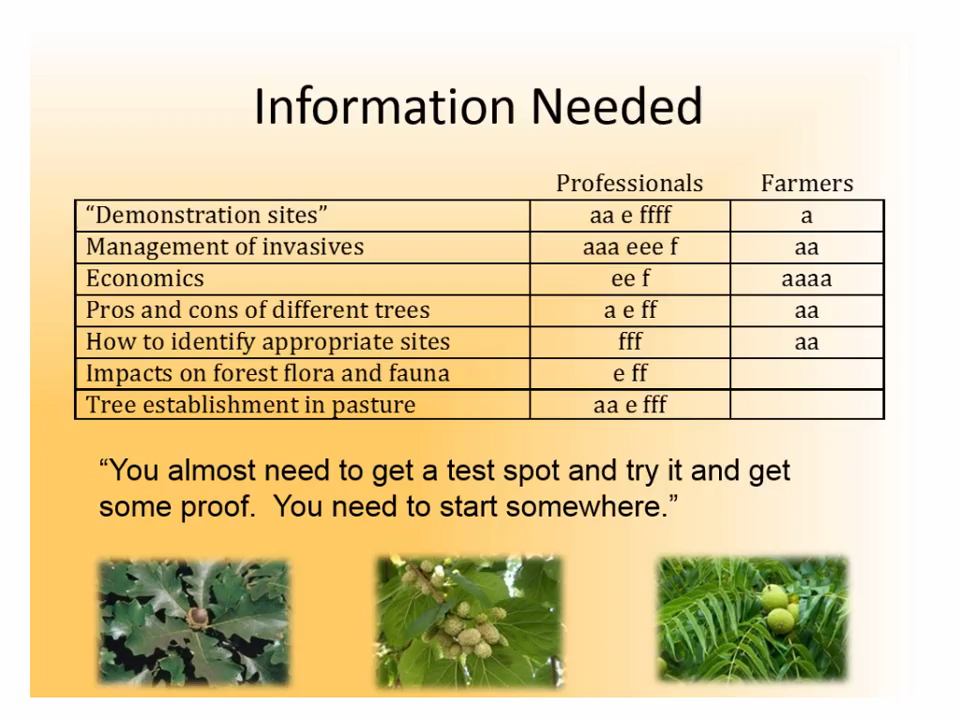 Information Needed
Professionals Farmers
“Demonstration sites” aa e ffff a
Management of invasives aaa eee f aa
Economics ee f aaaa
Pros and cons of different trees a e ff aa
How to identify appropriate sites fff aa
Impacts on forest flora and fauna e ff
Tree establishment in pasture aa e fff
“You almost need to get a test spot and try it and get
some proof.  You need to start somewhere.”